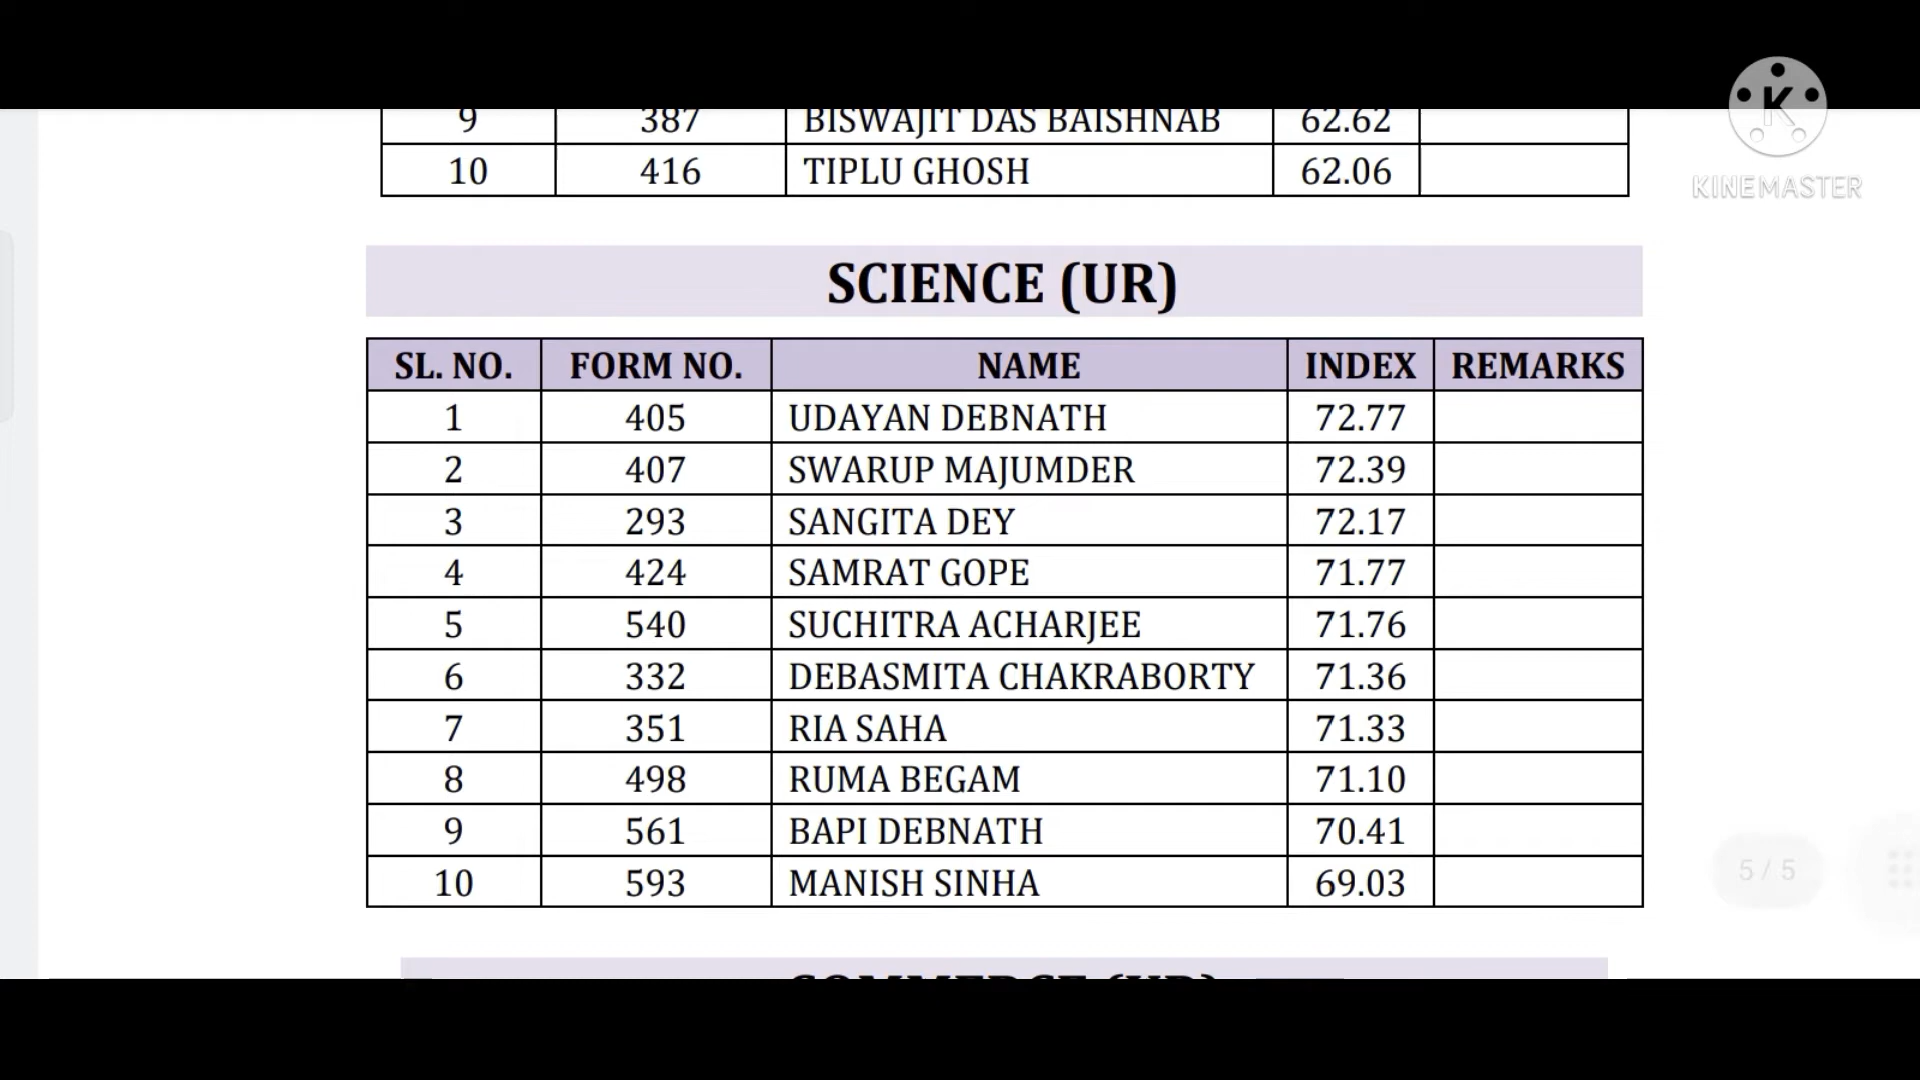 9 387 BISWAJIT DAS BAISHNAB 62.62
10 416 TIPLU GHOSH 62.06
K
KINEMASTER
SCIENCE (UR)
SL. NO. FORM NO. NAME INDEX REMARKS
1 405 UDAYAN DEBNATH 72.77
2 407 SWARUP MAJUMDER 72.39
3 293 SANGITA DEY 72.17
4 424 SAMRAT GOPE 71.77
5 540 SUCHITRA ACHARJEE 71.76
6 332 DEBASMITA CHAKRABORTY 71.36
7 351 RIA SAHA 71.33
8 498 RUMA BEGAM 71.10
9 561 BAPI DEBNATH 70.41
10 593 MANISH SINHA 69.03
5 / 5
COMMERCE (UR)